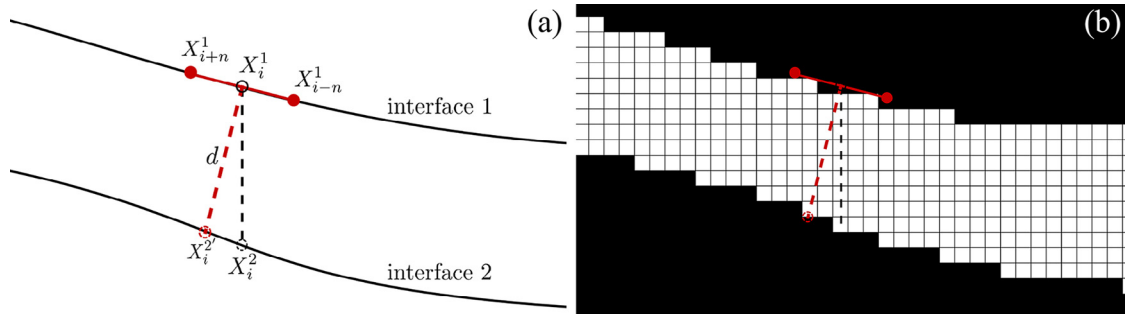 (a)
X^1_{i+n}
X^1_i
X^1_{i-n}
interface 1
d
X^{2'}_i
X^2_i
interface 2
(b)